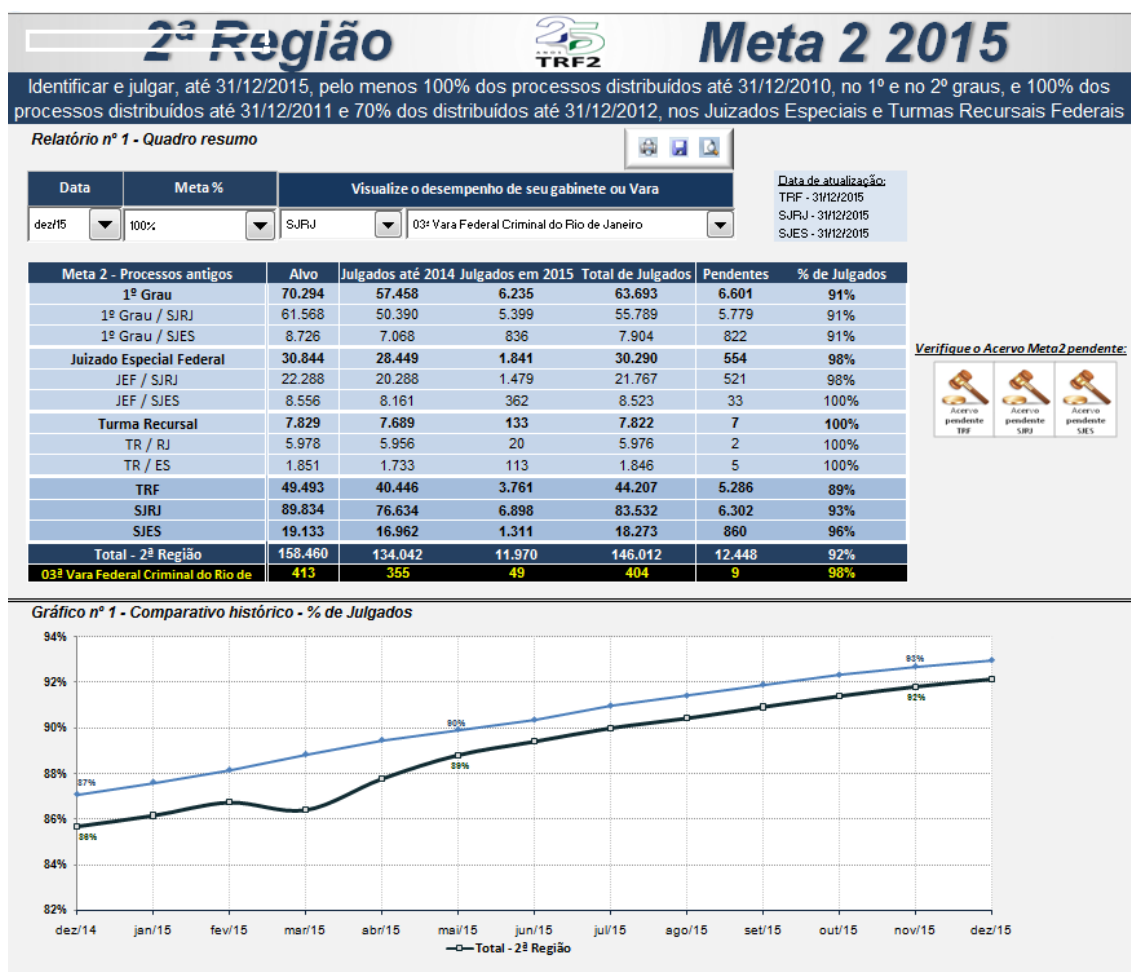 2ª Região
25
ANOS
TRF2
Meta 2 2015
Identificar e julgar, até 31/12/2015, pelo menos 100% dos processos distribuídos até 31/12/2010, no 1º e no 2º graus, e 100% dos
processos distribuídos até 31/12/2011 e 70% dos distribuídos até 31/12/2012, nos Juizados Especiais e Turmas Recursais Federais
Relatório nº 1 - Quadro resumo
Data Meta % Visualize o desempenho de seu gabinete ou Vara
dez/15 100% SJRJ 03ª Vara Federal Criminal do Rio de Janeiro
Data de atualização:
TRF - 31/12/2015
SJRJ - 31/12/2015
SJES - 31/12/2015
Meta 2 - Processos antigos Alvo Julgados até 2014 Julgados em 2015 Total de Julgados Pendentes % de Julgados
1º Grau 70.294 57.458 6.235 63.693 6.601 91%
1º Grau / SJRJ 61.568 50.390 5.399 55.789 5.779 91%
1º Grau / SJES 8.726 7.068 836 7.904 822 91%
Juizado Especial Federal 30.844 28.449 1.841 30.290 554 98%
JEF / SJRJ 22.288 20.288 1.479 21.767 521 98%
JEF / SJES 8.556 8.161 362 8.523 33 100%
Turma Recursal 7.829 7.689 133 7.822 7 100%
TR / RJ 5.978 5.956 20 5.976 2 100%
TR / ES 1.851 1.733 113 1.846 5 100%
TRF 49.493 40.446 3.761 44.207 5.286 89%
SJRJ 89.834 76.634 6.898 83.532 6.302 93%
SJES 19.133 16.962 1.311 18.273 860 96%
Total - 2ª Região 158.460 134.042 11.970 146.012 12.448 92%
03ª Vara Federal Criminal do Rio de 413 355 49 404 9 98%
Verifique o Acervo Meta2 pendente:
Acervo pendente TRF
Acervo pendente SJRJ
Acervo pendente SJES
Gráfico nº 1 - Comparativo histórico - % de Julgados
94%
92%
90%
88%
86%
84%
82%
87%
90%
93%
86%
89%
92%
dez/14 jan/15 fev/15 mar/15 abr/15 mai/15 jun/15 jul/15 ago/15 set/15 out/15 nov/15 dez/15
Total - 2ª Região